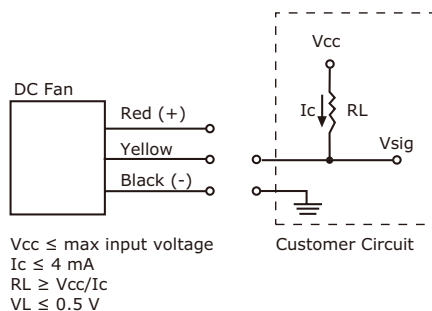 Vcc
DC Fan
Red (+)
Ic
RL
Yellow
Vsig
Black (-)
Vcc ≤ max input voltage
Ic ≤ 4 mA
RL ≥ Vcc/Ic
VL ≤ 0.5 V
Customer Circuit